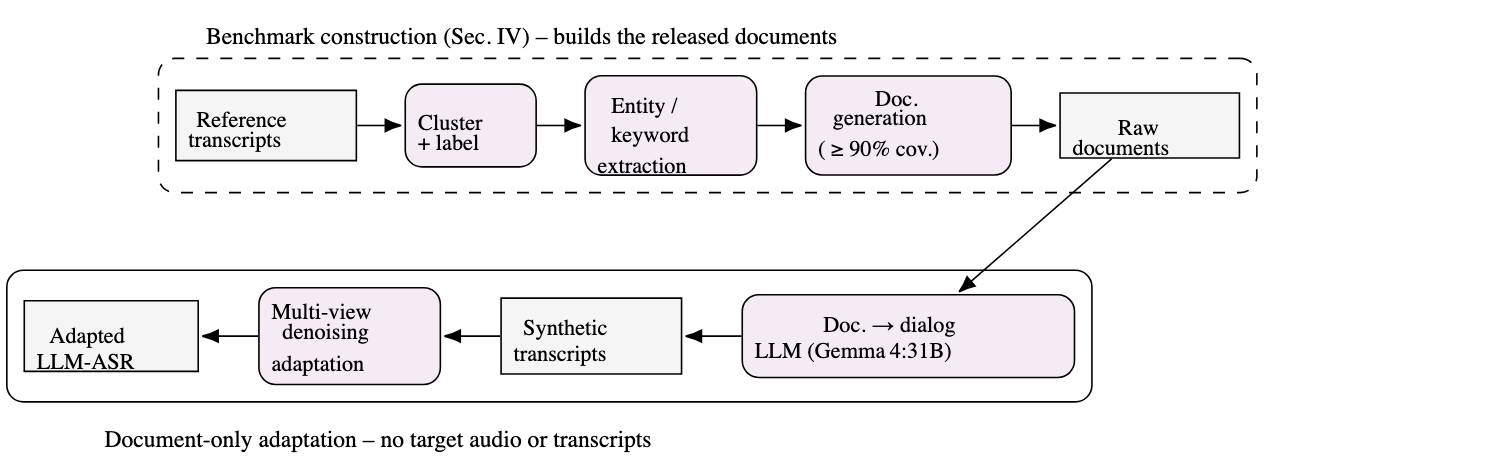 Benchmark construction (Sec. IV) – builds the released documents
Reference
transcripts
Cluster
+ label
Entity /
keyword
extraction
Doc.
generation
( ≥ 90% cov.)
Raw
documents
Adapted
LLM-ASR
Multi-view
denoising
adaptation
Synthetic
transcripts
Doc. → dialog
LLM (Gemma 4:31B)
Document-only adaptation – no target audio or transcripts